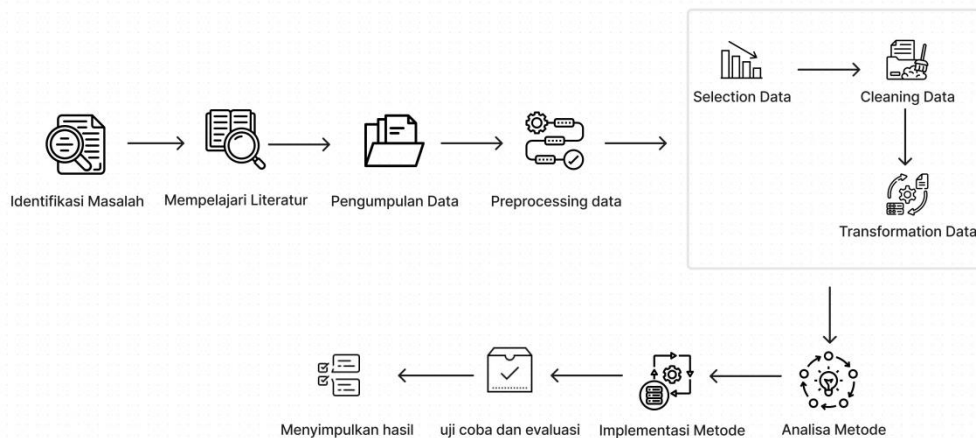 Identifikasi Masalah
Mempelajari Literatur
Pengumpulan Data
Preprocessing data
Selection Data
Cleaning Data
Transformation Data
Analisa Metode
Implementasi Metode
uji coba dan evaluasi
Menyimpulkan hasil